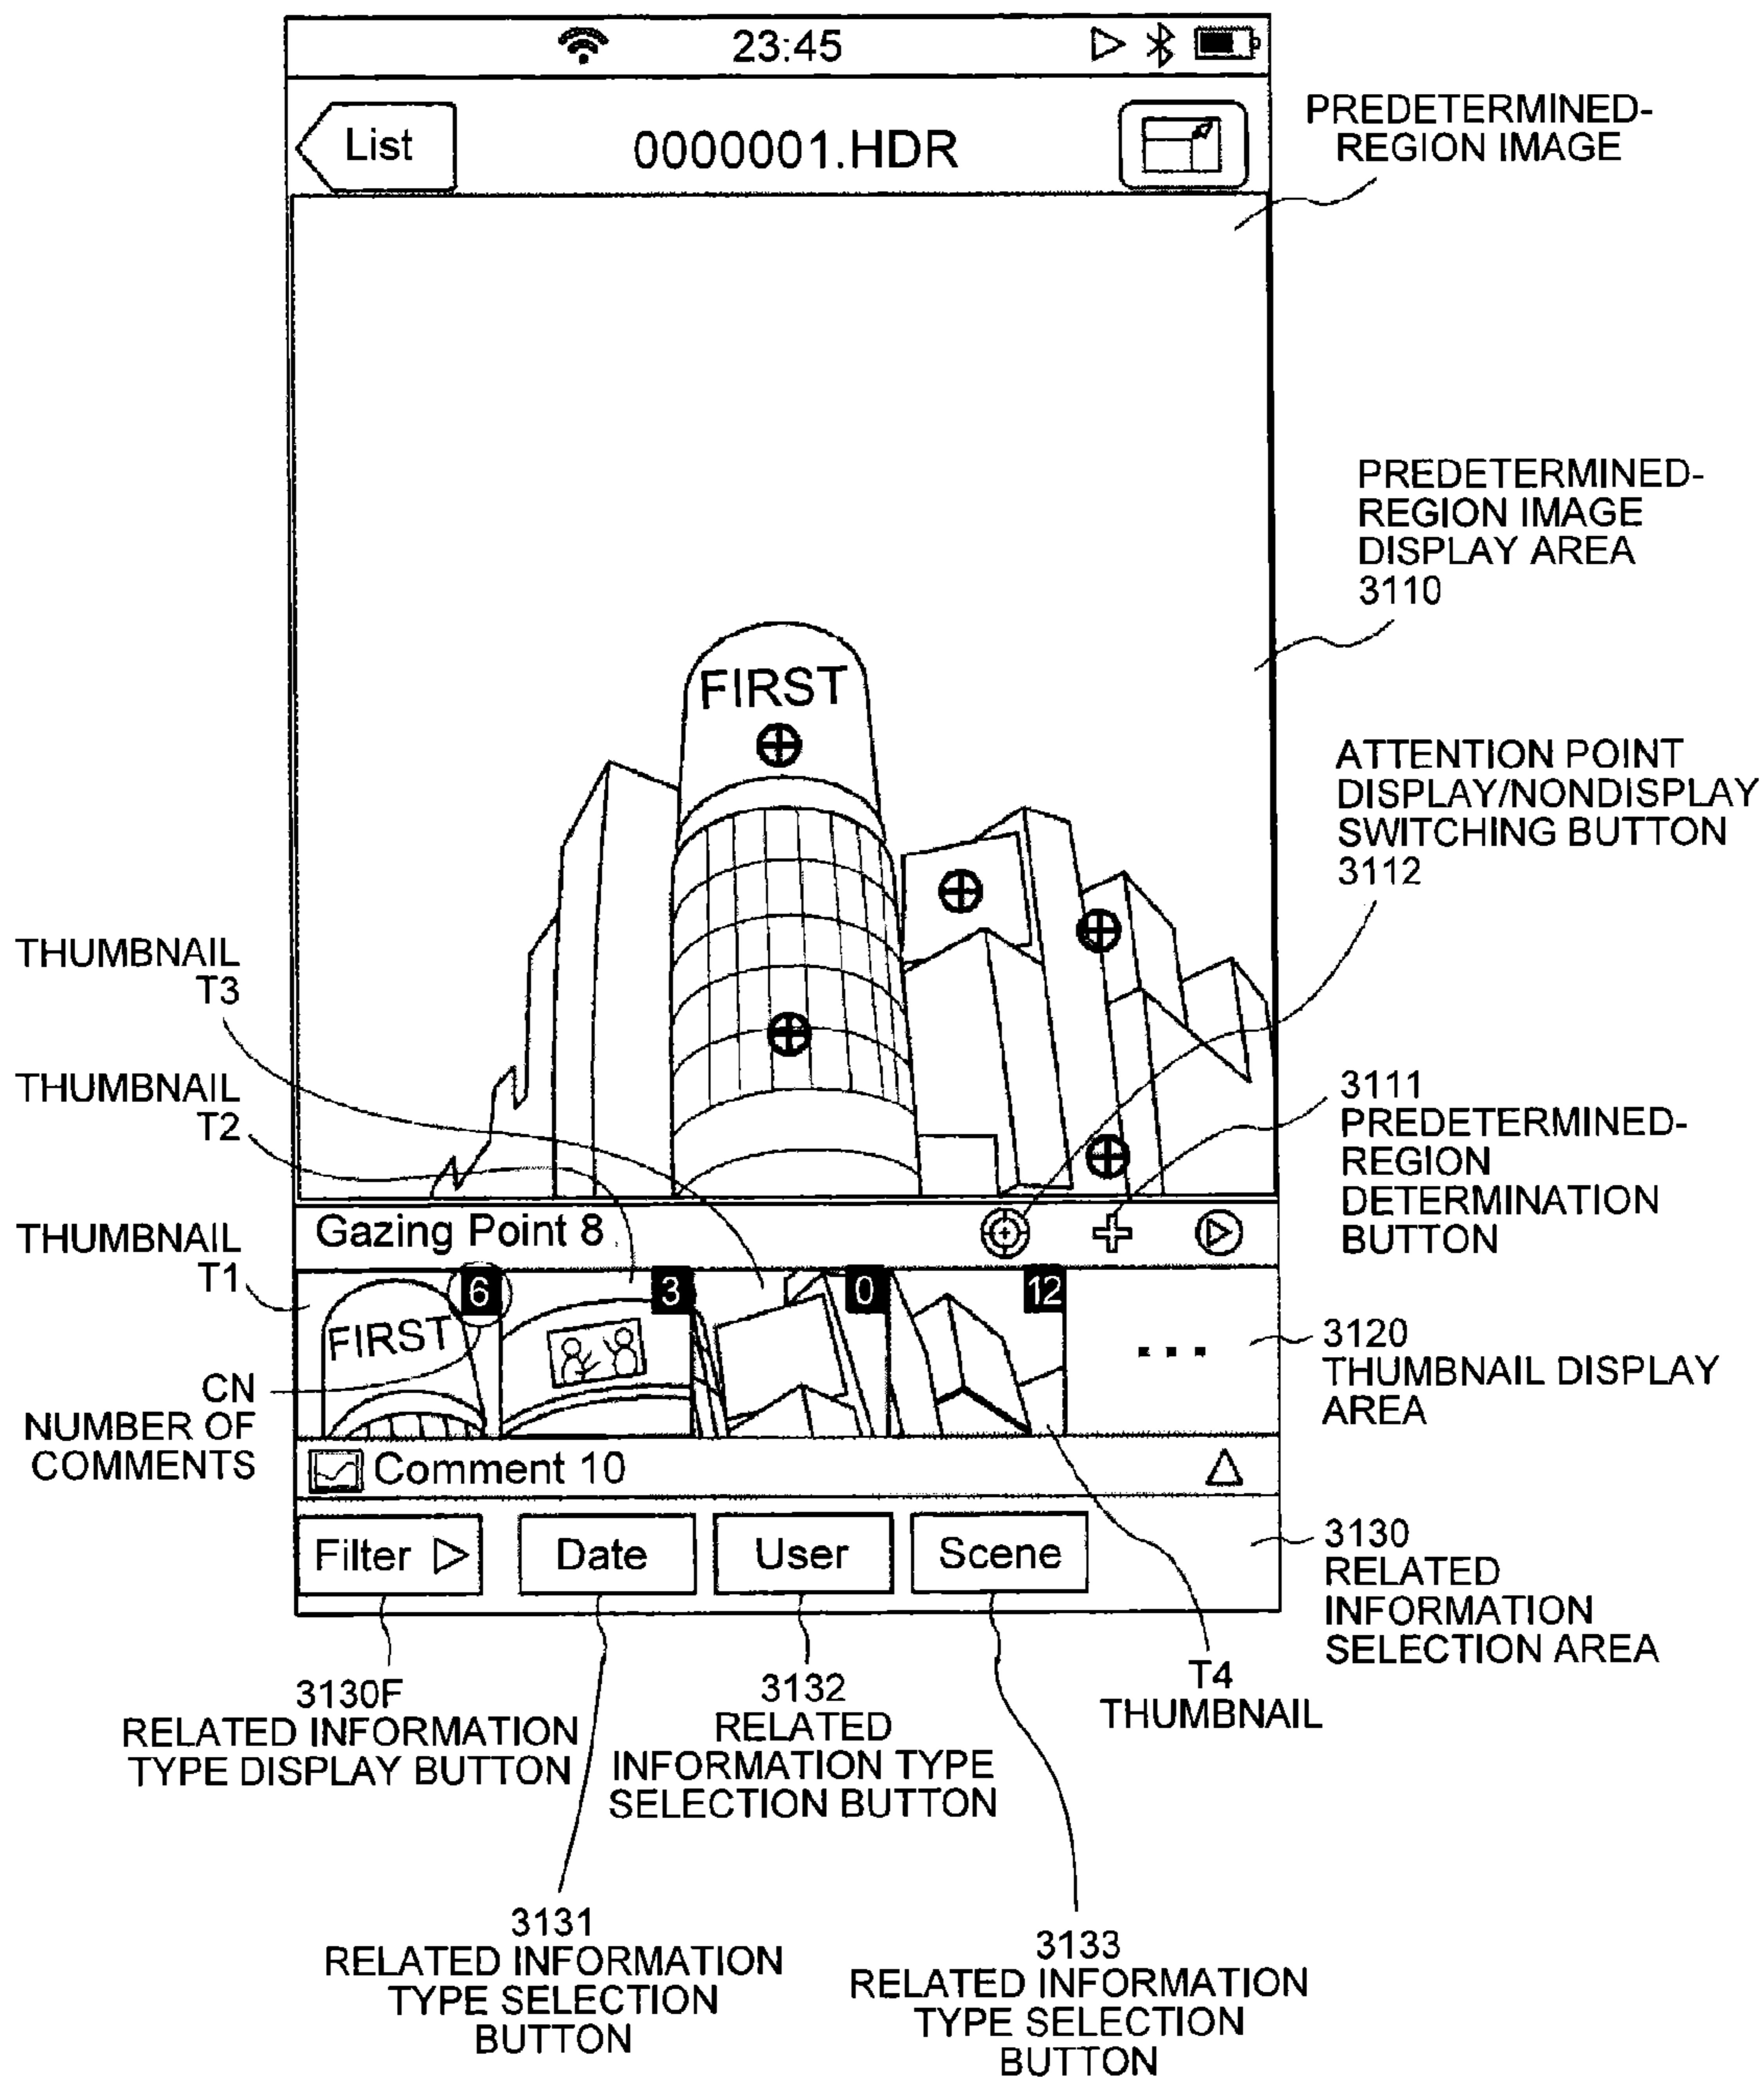 23:45
List
0000001.HDR
PREDETERMINED-
REGION IMAGE
PREDETERMINED-
REGION IMAGE
DISPLAY AREA
3110
FIRST
ATTENTION POINT
DISPLAY/NONDISPLAY
SWITCHING BUTTON
3112
THUMBNAIL
T3
THUMBNAIL
T2
3111
PREDETERMINED-
REGION
DETERMINATION
BUTTON
THUMBNAIL
T1
Gazing Point 8
6
3
0
12
FIRST
...
3120
THUMBNAIL DISPLAY
AREA
CN
NUMBER OF
COMMENTS
Comment 10
Filter
Date
User
Scene
3130
RELATED
INFORMATION
SELECTION AREA
T4
THUMBNAIL
3130F
RELATED INFORMATION
TYPE DISPLAY BUTTON
3132
RELATED
INFORMATION TYPE
SELECTION BUTTON
3131
RELATED INFORMATION
TYPE SELECTION
BUTTON
3133
RELATED INFORMATION
TYPE SELECTION
BUTTON